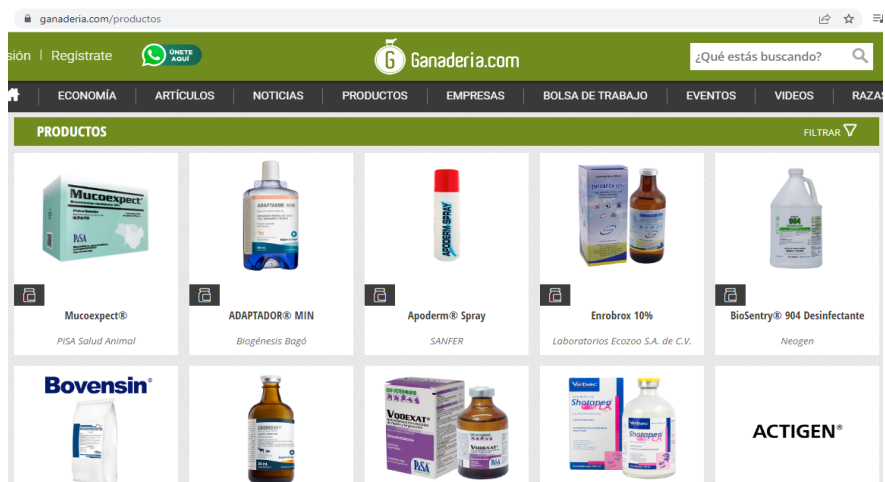 ganaderia.com/productos
sión | Regístrate
ÚNETE
AQUÍ
G Ganaderia.com
¿Qué estás buscando?
ECONOMÍA | ARTÍCULOS | NOTICIAS | PRODUCTOS | EMPRESAS | BOLSA DE TRABAJO | EVENTOS | VIDEOS | RAZAS
PRODUCTOS
FILTRAR
Mucoexpect®
PiSA
ADAPTADOR MIN
APODERM SPRAY
ENROBROX 10%
904
Mucoexpect®
ADAPTADOR® MIN
Apoderm® Spray
Enrobrox 10%
BioSentry® 904 Desinfectante
PiSA Salud Animal
Biogénesis Bagó
SANFER
Laboratorios Ecozoo S.A. de C.V.
Neogen
Bovensin®
VODEXAT®
PiSA
Virbac
Shotapen L.A.
ACTIGEN®